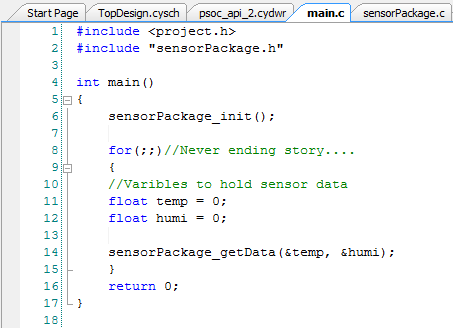 Start Page TopDesign.cysch psoc_api_2.cydwr main.c sensorPackage.c
1 #include <project.h>
2 #include "sensorPackage.h"
3
4 int main()
5 {
6 sensorPackage_init();
7
8 for(;;)//Never ending story....
9 {
10 //Varibles to hold sensor data
11 float temp = 0;
12 float humi = 0;
13
14 sensorPackage_getData(&temp, &humi);
15 }
16 return 0;
17 }
18